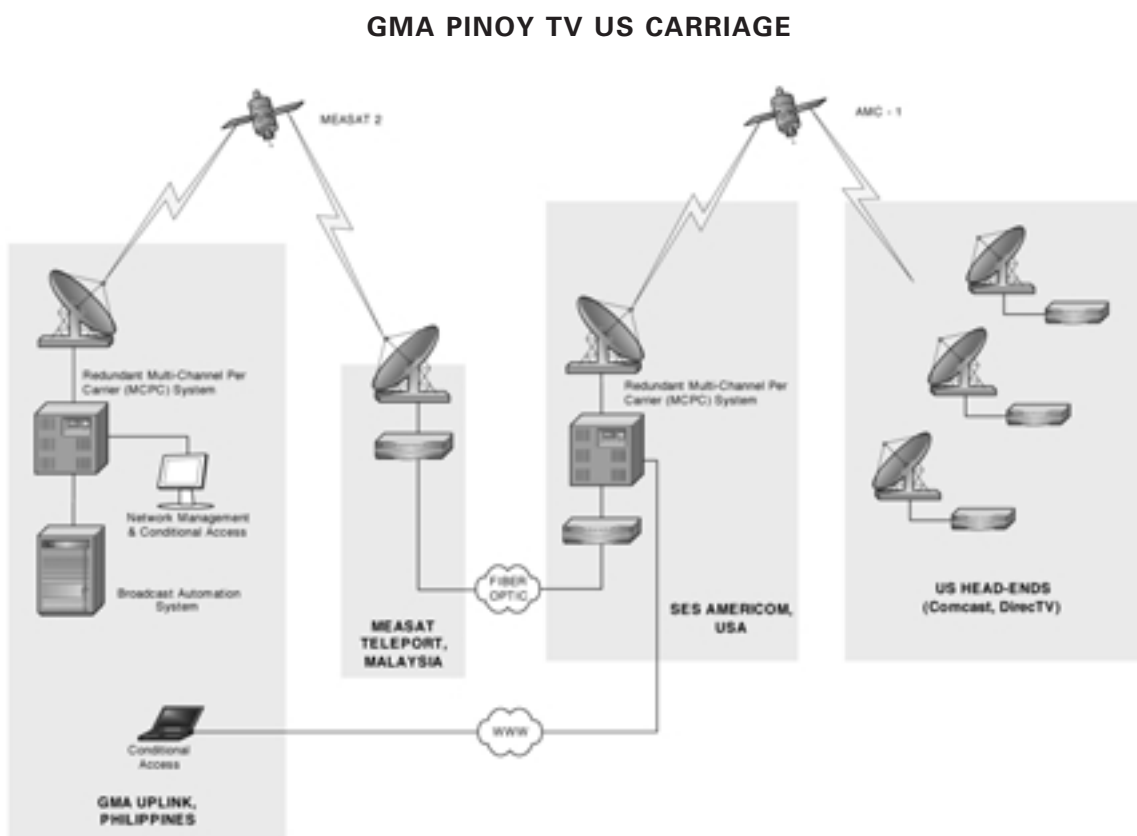 GMA PINOY TV US CARRIAGE
MEASAT 2
AMC - 1
Redundant Multi-Channel Per
Carrier (MCPC) System
Network Management
& Conditional Access
Broadcast Automation
System
Conditional
Access
GMA UPLINK,
PHILIPPINES
MEASAT
TELEPORT,
MALAYSIA
FIBER
OPTIC
WWW
Redundant Multi-Channel Per
Carrier (MCPC) System
SES AMERICOM,
USA
US HEAD-ENDS
(Comcast, DirecTV)